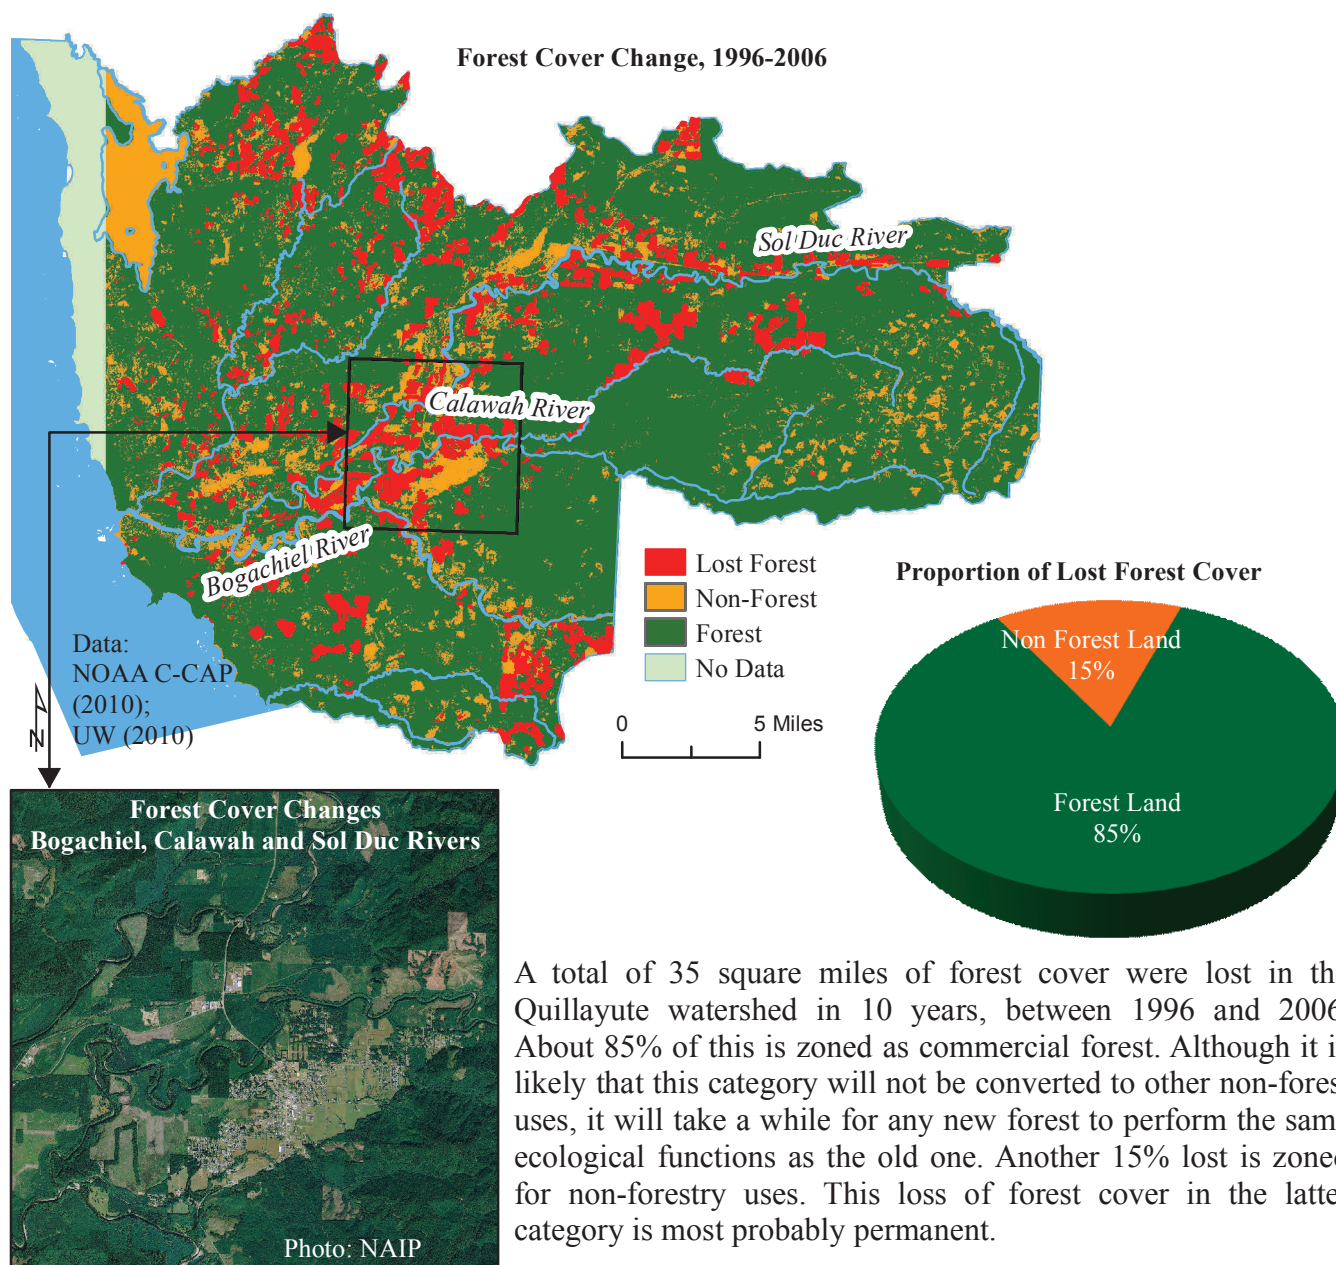 Forest Cover Change, 1996-2006
Sol Duc River
Calawah River
Bogachiel River
Lost Forest
Non-Forest
Forest
No Data
0 5 Miles
Data:
NOAA C-CAP
(2010);
UW (2010)
N
Proportion of Lost Forest Cover
Non Forest Land
15%
Forest Land
85%
Forest Cover Changes
Bogachiel, Calawah and Sol Duc Rivers
Photo: NAIP
A total of 35 square miles of forest cover were lost in th
Quillayute watershed in 10 years, between 1996 and 2006
About 85% of this is zoned as commercial forest. Although it i
likely that this category will not be converted to other non-fores
uses, it will take a while for any new forest to perform the sam
ecological functions as the old one. Another 15% lost is zone
for non-forestry uses. This loss of forest cover in the latte
category is most probably permanent.